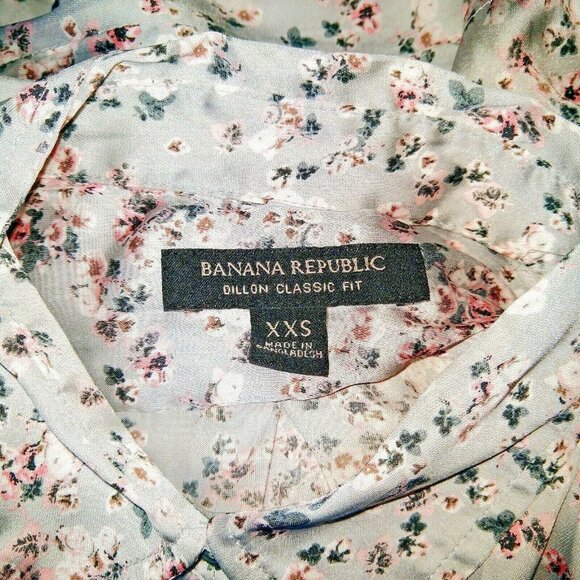 BANANA REPUBLIC
DILLON CLASSIC FIT
XXS
MADE IN
BANGLADESH